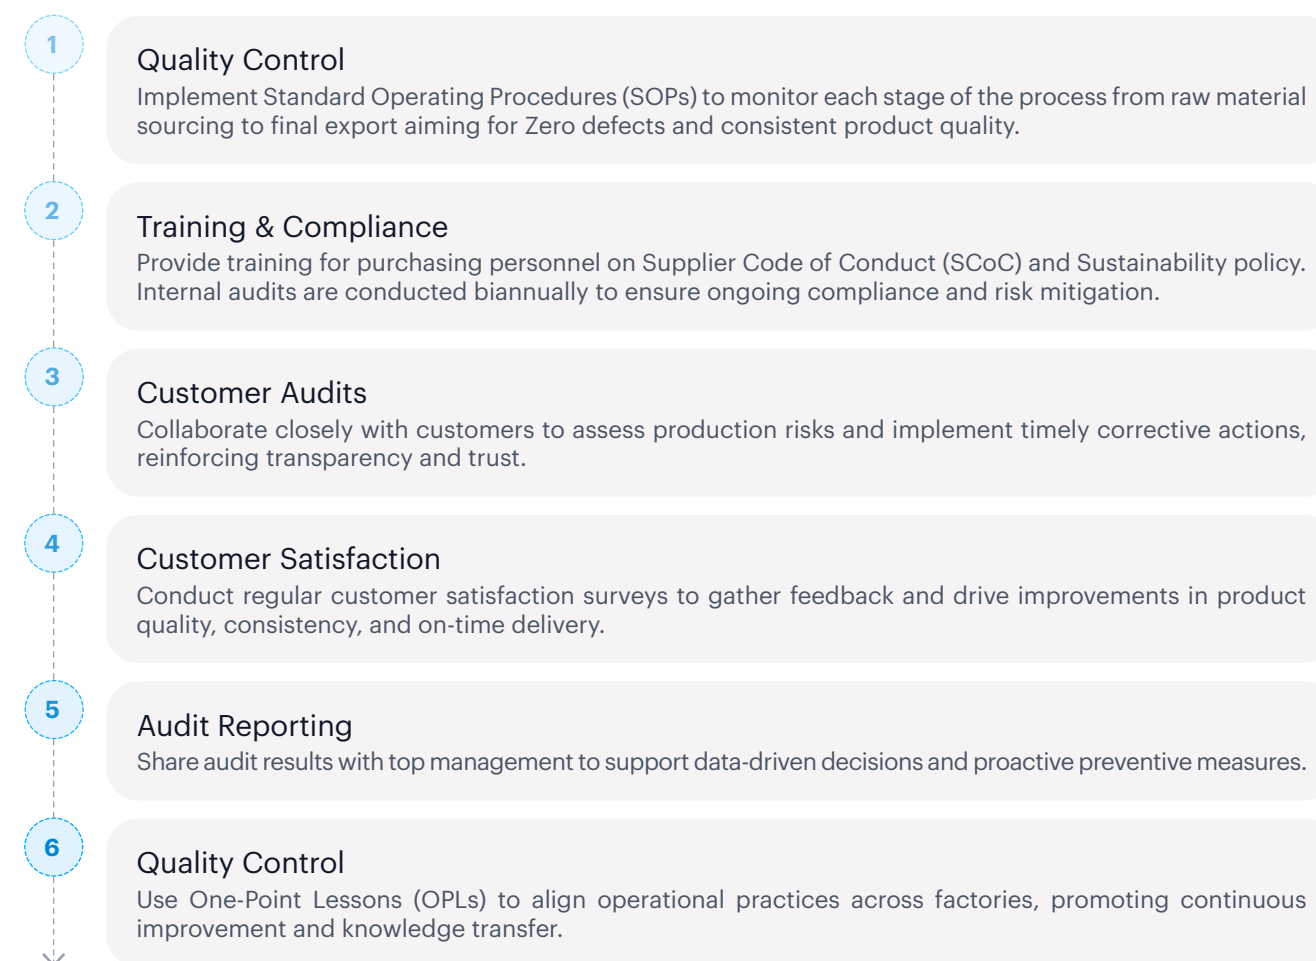 1
Quality Control
Implement Standard Operating Procedures (SOPs) to monitor each stage of the process from raw material
sourcing to final export aiming for Zero defects and consistent product quality.
2
Training & Compliance
Provide training for purchasing personnel on Supplier Code of Conduct (SCoC) and Sustainability policy.
Internal audits are conducted biannually to ensure ongoing compliance and risk mitigation.
3
Customer Audits
Collaborate closely with customers to assess production risks and implement timely corrective actions,
reinforcing transparency and trust.
4
Customer Satisfaction
Conduct regular customer satisfaction surveys to gather feedback and drive improvements in product
quality, consistency, and on-time delivery.
5
Audit Reporting
Share audit results with top management to support data-driven decisions and proactive preventive measures.
6
Quality Control
Use One-Point Lessons (OPLs) to align operational practices across factories, promoting continuous
improvement and knowledge transfer.